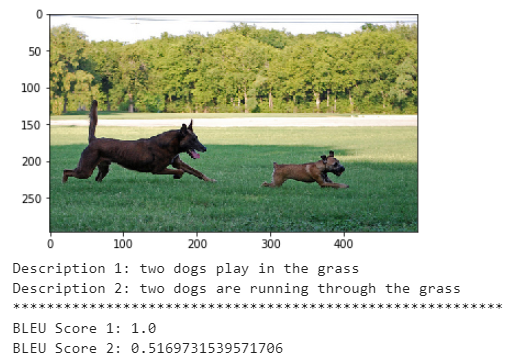 0
50
100
150
200
250
0 100 200 300 400
Description 1: two dogs play in the grass
Description 2: two dogs are running through the grass
************************************************************
BLEU Score 1: 1.0
BLEU Score 2: 0.5169731539571706